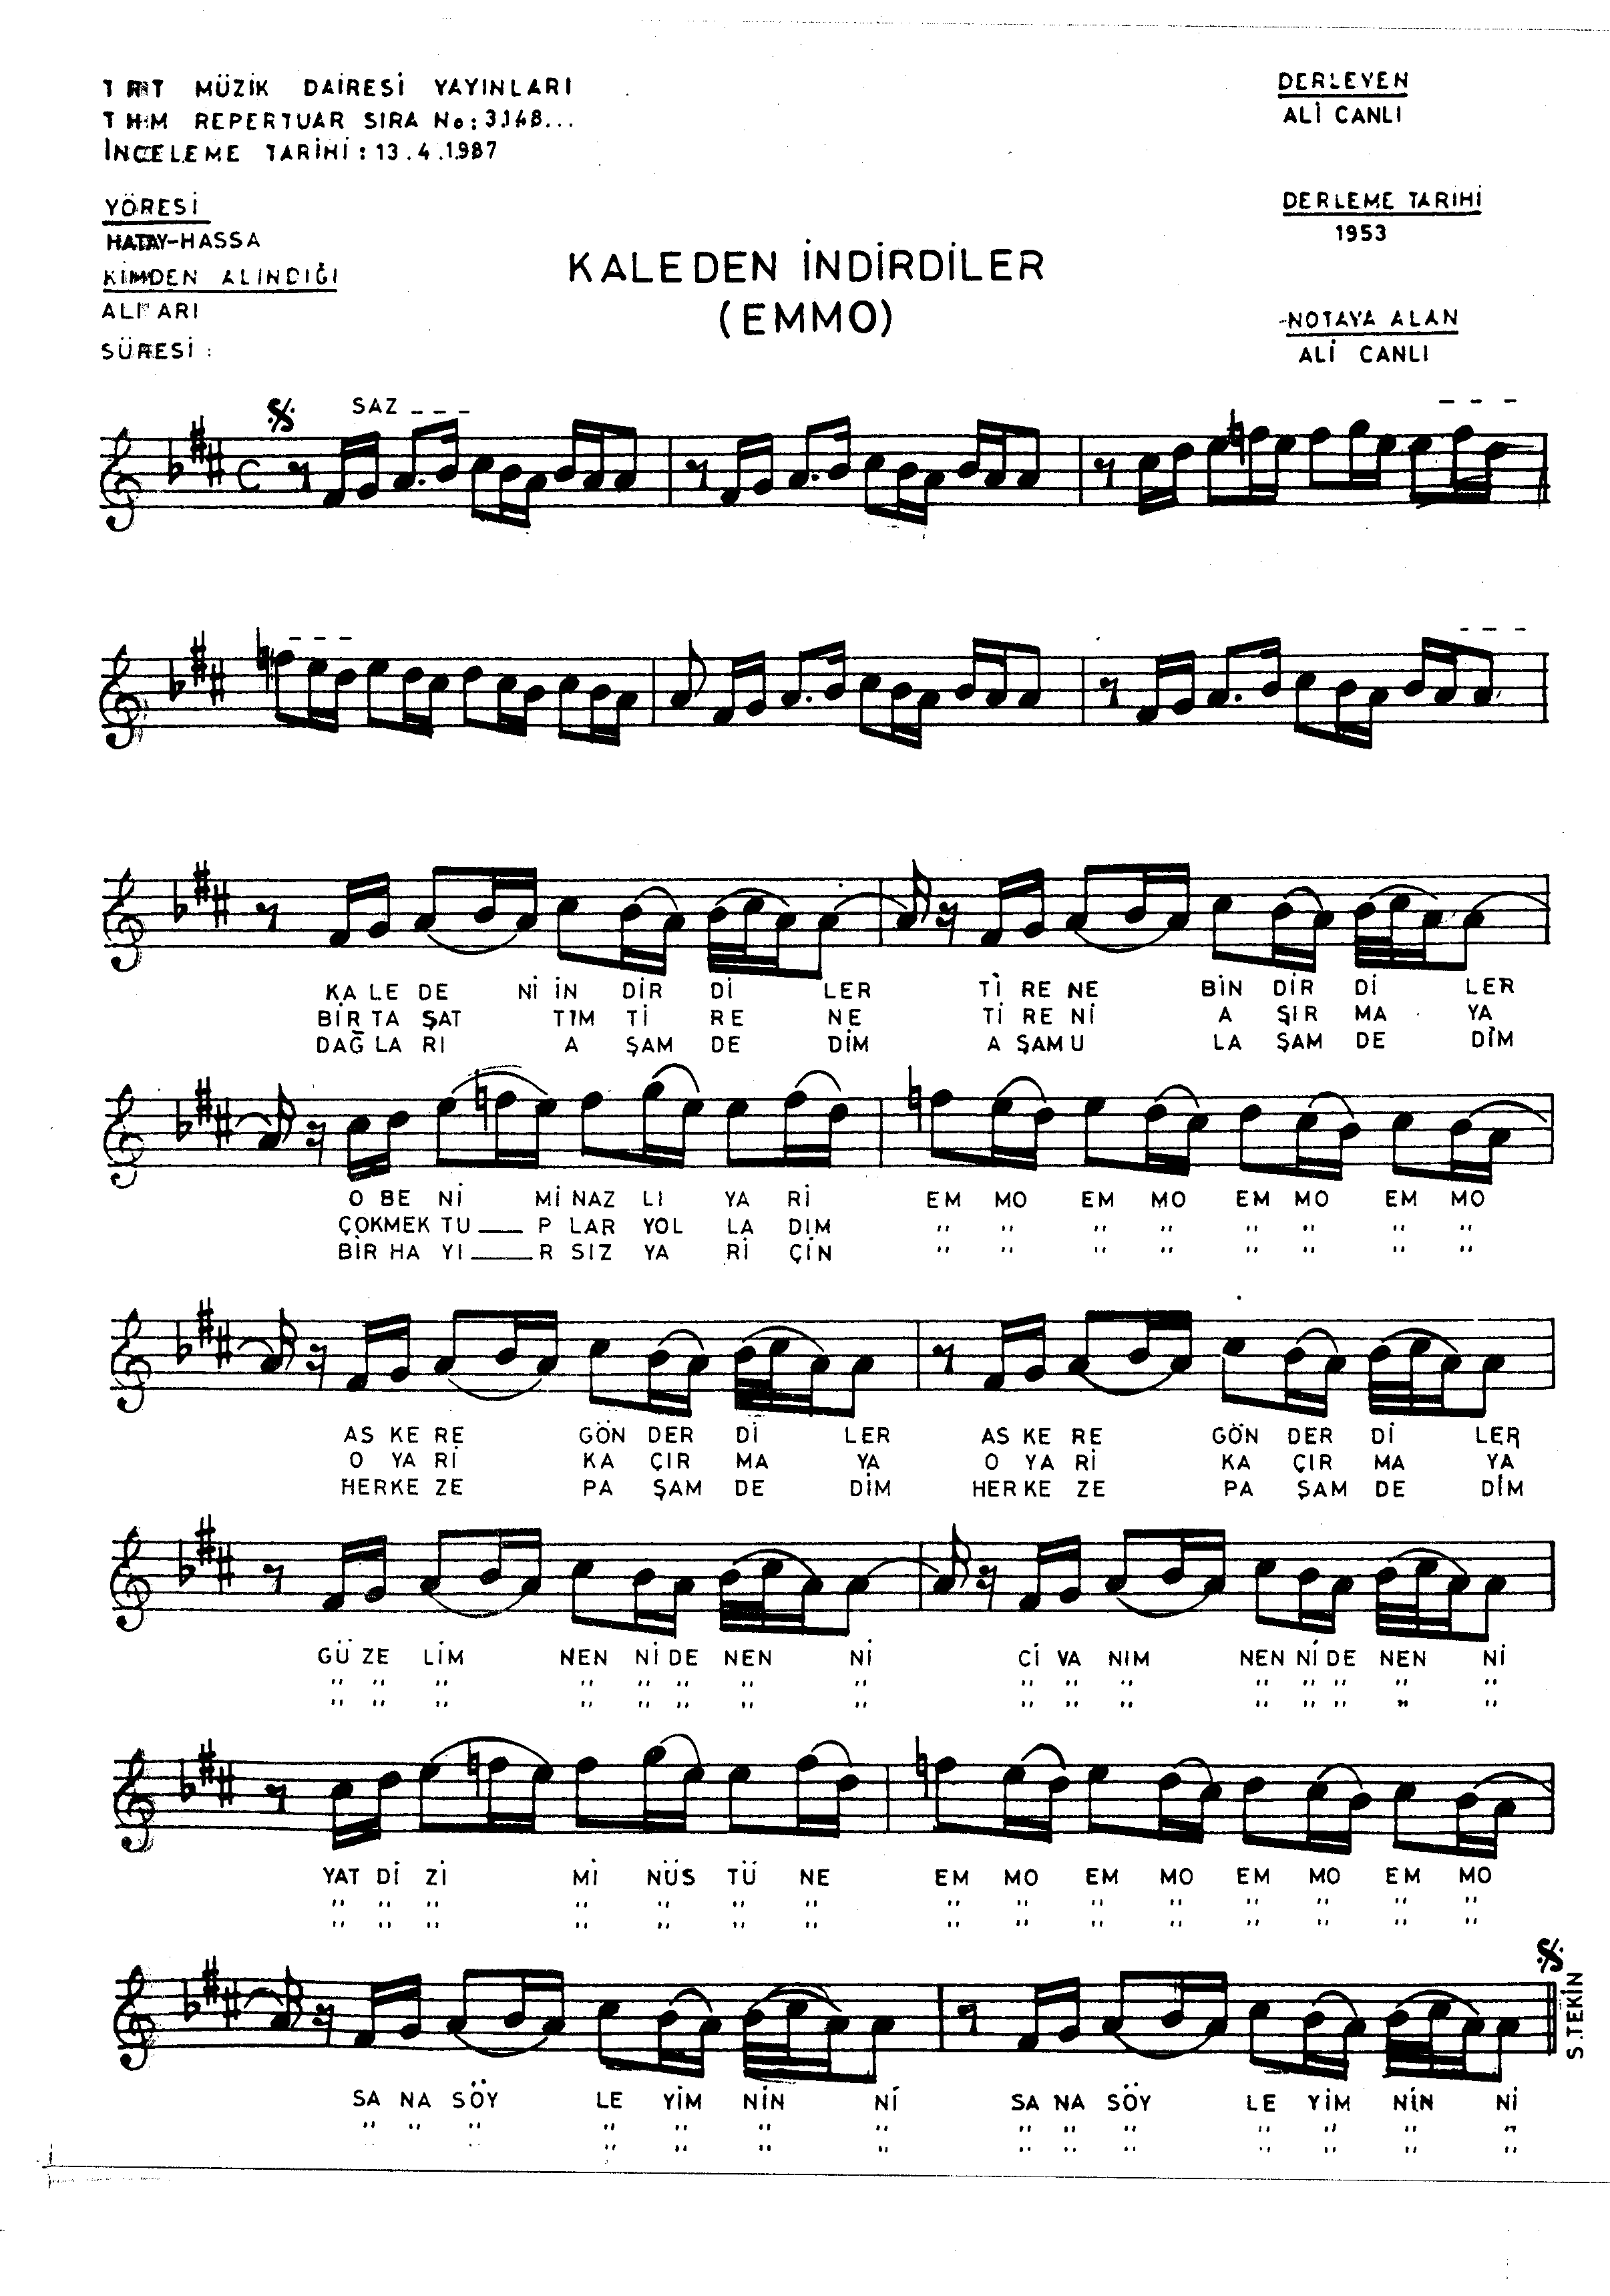 TRT MÜZİK DAİRESİ YAYINLARI
THM REPERTUAR SIRA No: 3148...
İNCELEME TARİHİ: 13.4.1987
YÖRESİ
HATAY-HASSA
KİMDEN ALINDIĞI
ALİ ARI
SÜRESİ :
KALEDEN İNDİRDİLER
(EMMO)
DERLEYEN
ALİ CANLI
DERLEME TARİHİ
1953
NOTAYA ALAN
ALİ CANLI
SAZ _ _ _
KA LE DE Nİ İN DİR Dİ LER Tİ RE NE BİN DİR Dİ LER
BİR TA ŞAT TIM Tİ RE NE Tİ RE Nİ A ŞIR MA YA
DAĞ LA RI A ŞAM DE DİM A ŞAM U LA ŞAM DE DİM
O BE Nİ Mİ NAZ LI YA Rİ EM MO EM MO EM MO EM MO
ÇOKMEK TU___ P LAR YOL LA DIM " " " " " " " "
BİR HA YI___ R SIZ YA Rİ ÇİN " " " " " " " "
AS KE RE GÖN DER Dİ LER AS KE RE GÖN DER Dİ LER
O YA Rİ KA ÇIR MA YA O YA Rİ KA ÇIR MA YA
HERKE ZE PA ŞAM DE DİM HER KE ZE PA ŞAM DE DİM
GÜ ZE LİM NEN Nİ DE NEN Nİ Cİ VA NIM NEN Nİ DE NEN Nİ
" " " " " " " " " " " " " " " "
" " " " " " " " " " " " " " " "
YAT Dİ Zİ Mİ NÜS TÜ NE EM MO EM MO EM MO EM MO
" " " " " " " " " " " " " " "
" " " " " " " " " " " " " " "
SA NA SÖY LE YİM NİN Nİ SA NA SÖY LE YİM NİN Nİ
" " " " " " " " " " " " " "
" " " " " " " " " " "
S.TEKİN